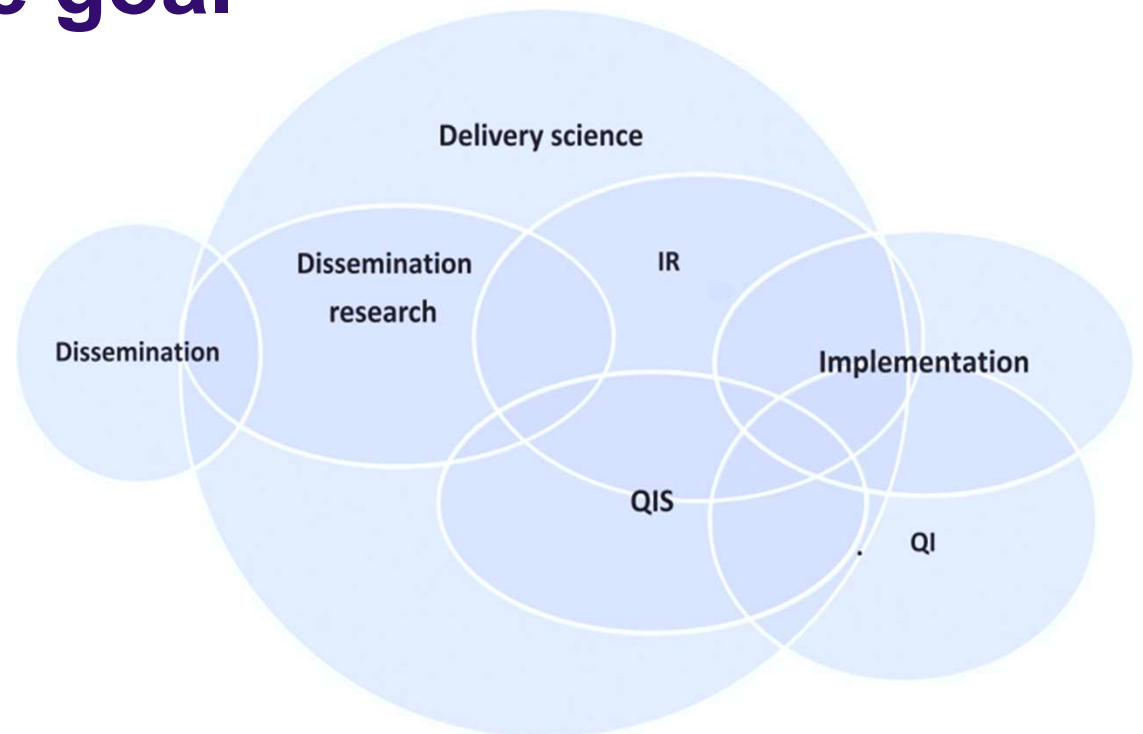 goal
Delivery science
Dissemination
research
IR
Dissemination
Implementation
QIS
QI